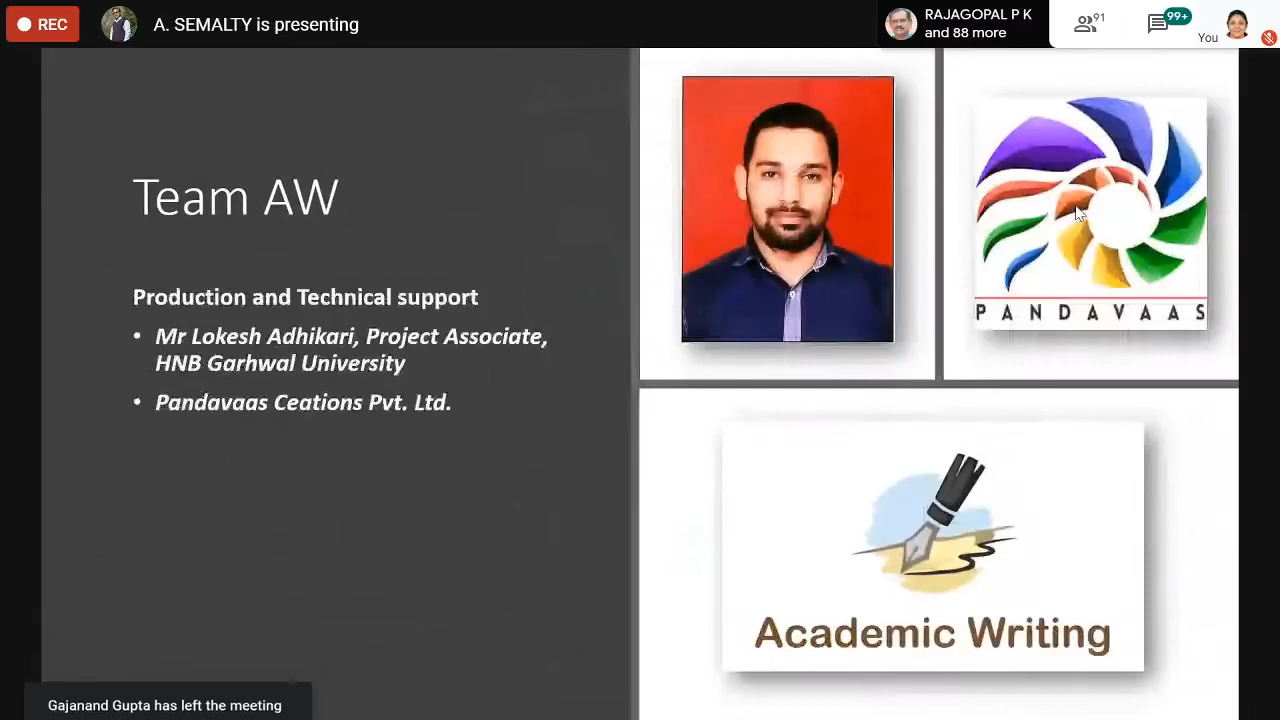 REC
A. SEMALTY is presenting
RAJAGOPAL P K
and 88 more
91
99+
You
Team AW
Production and Technical support
• Mr Lokesh Adhikari, Project Associate,
HNB Garhwal University
• Pandavaas Ceations Pvt. Ltd.
PANDAVAAS
Academic Writing
Gajanand Gupta has left the meeting